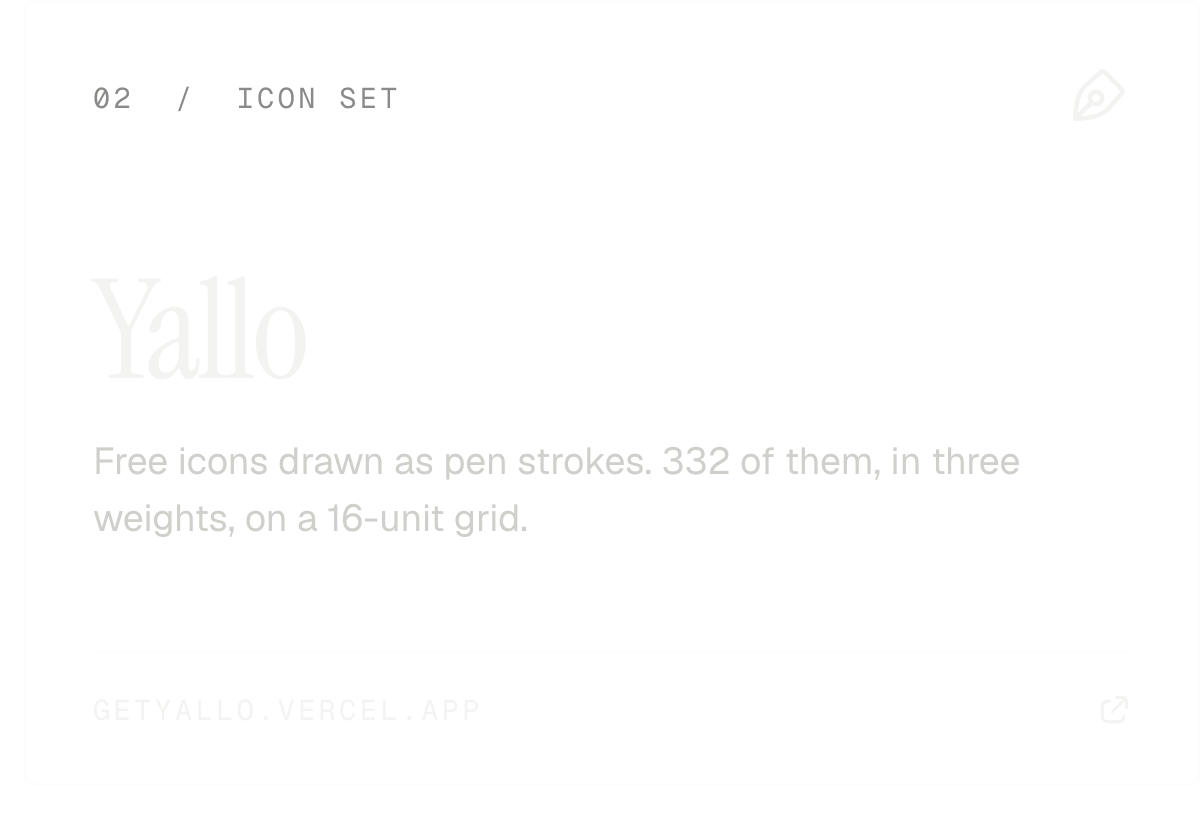 02 / ICON SET
Yallo
Free icons drawn as pen strokes. 332 of them, in three
weights, on a 16-unit grid.
GETYALLO.VERCEL.APP